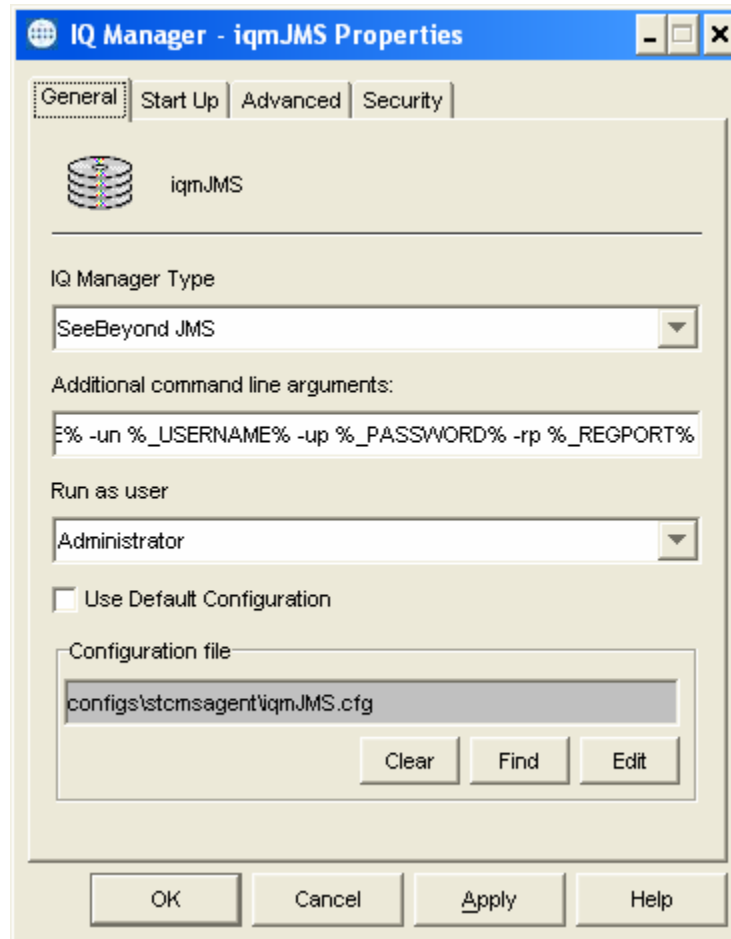 IQ Manager - iqmJMS Properties
General Start Up Advanced Security
iqmJMS
IQ Manager Type
SeeBeyond JMS
Additional command line arguments:
E% -un %_USERNAME% -up %_PASSWORD% -rp %_REGPORT%
Run as user
Administrator
Use Default Configuration
Configuration file
configs\stcmsagent\iqmJMS.cfg
Clear Find Edit
OK Cancel Apply Help